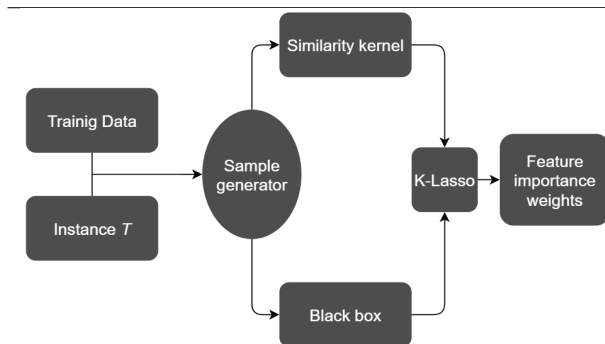 Similarity kernel
Trainig Data
Sample
generator
K-Lasso
Feature
importance
weights
Instance T
Black box